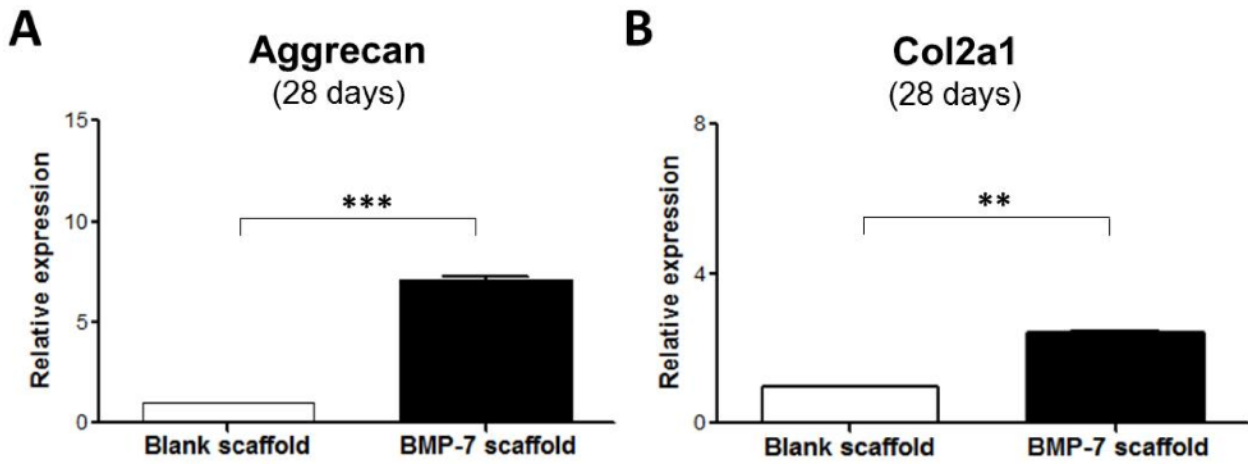 A
Aggrecan
(28 days)
15
10
5
0
Relative expression
***
Blank scaffold
BMP-7 scaffold
B
Col2a1
(28 days)
8
4
0
Relative expression
**
Blank scaffold
BMP-7 scaffold